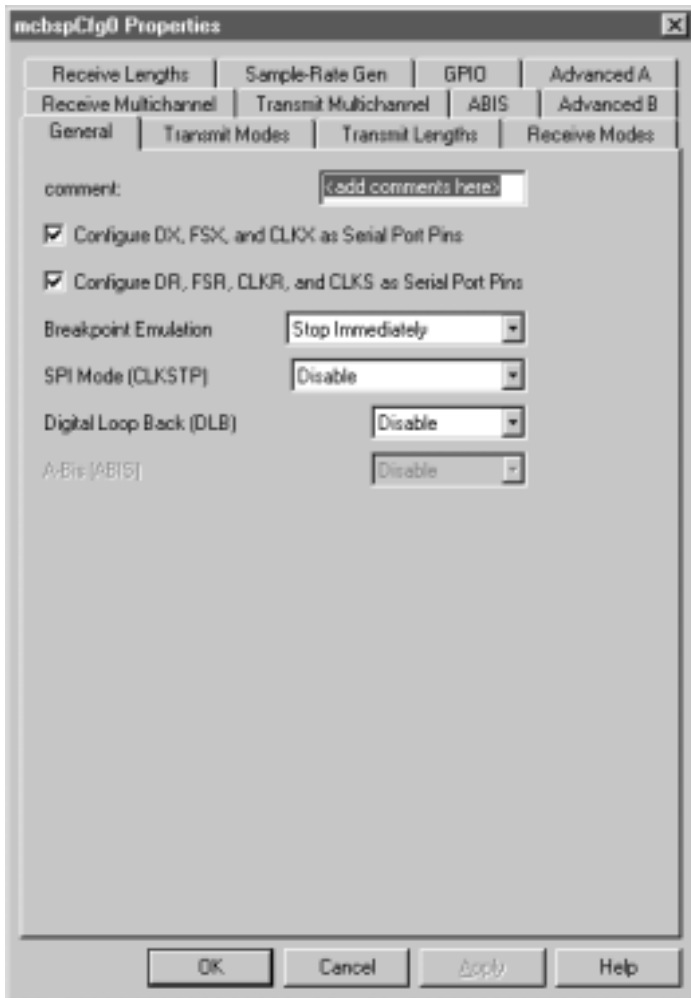 mcbspCfg0 Properties
Receive Lengths Sample-Rate Gen GPIO Advanced A
Receive Multichannel Transmit Multichannel ABIS Advanced B
General Transmit Modes Transmit Lengths Receive Modes
comment: <add comments here>
Configure DX, FSX, and CLKX as Serial Port Pins
Configure DR, FSR, CLKR, and CLKS as Serial Port Pins
Breakpoint Emulation Stop Immediately
SPI Mode (CLKSTP) Disable
Digital Loop Back (DLB) Disable
A-Bis (ABIS) Disable
OK Cancel Apply Help